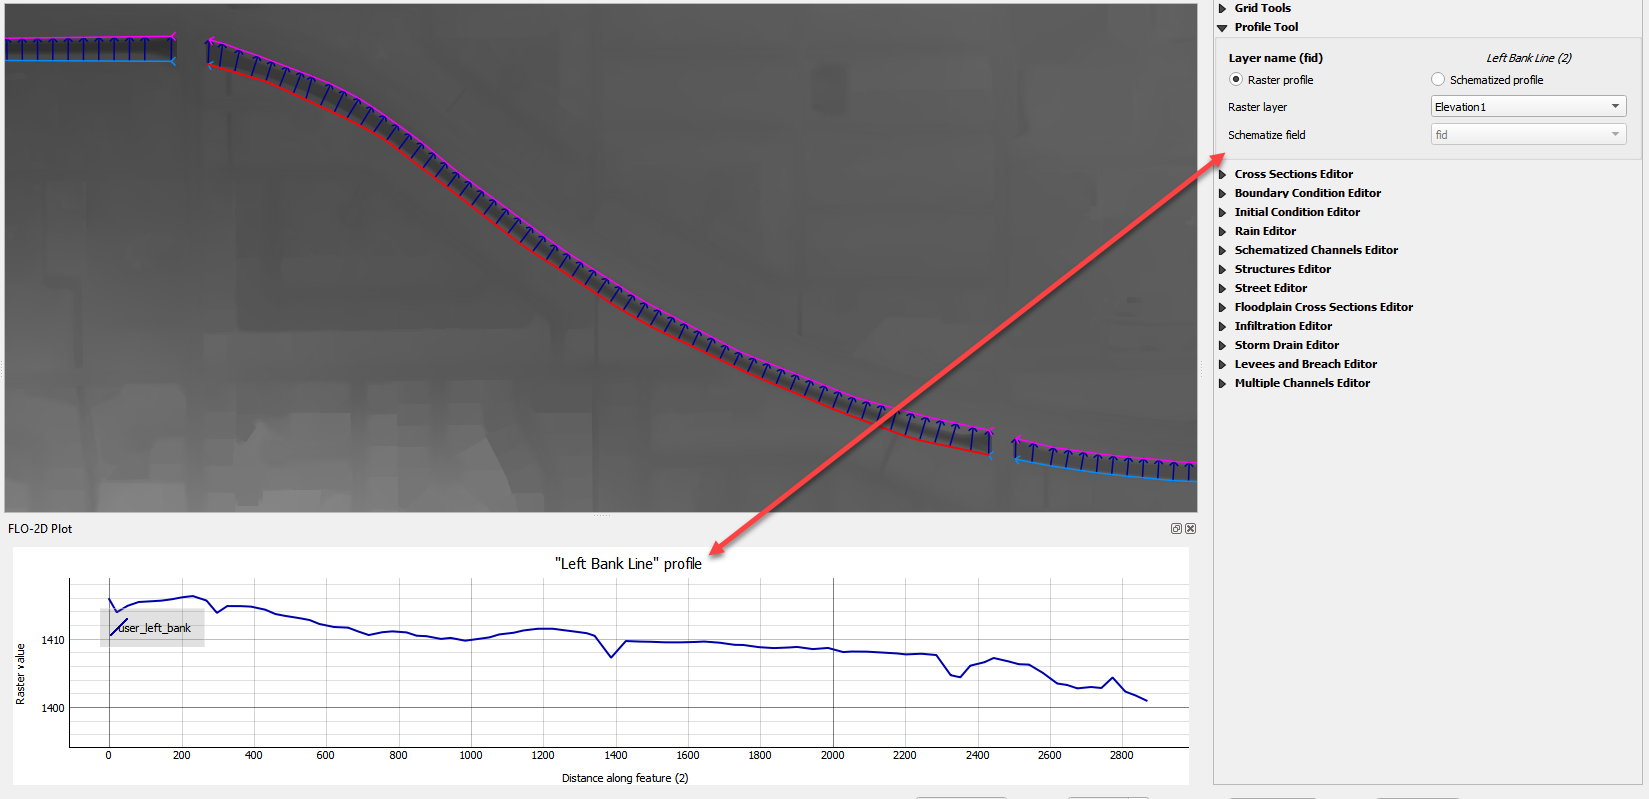 Grid Tools
Profile Tool
Layer name (fid) Left Bank Line (2)
Raster profile Schematized profile
Raster layer Elevation1
Schematize field fid
Cross Sections Editor
Boundary Condition Editor
Initial Condition Editor
Rain Editor
Schematized Channels Editor
Structures Editor
Street Editor
Floodplain Cross Sections Editor
Infiltration Editor
Storm Drain Editor
Levees and Breach Editor
Multiple Channels Editor
FLO-2D Plot
"Left Bank Line" profile
user_left_bank
Raster value
1410
1400
0 200 400 600 800 1000 1200 1400 1600 1800 2000 2200 2400 2600 2800
Distance along feature (2)